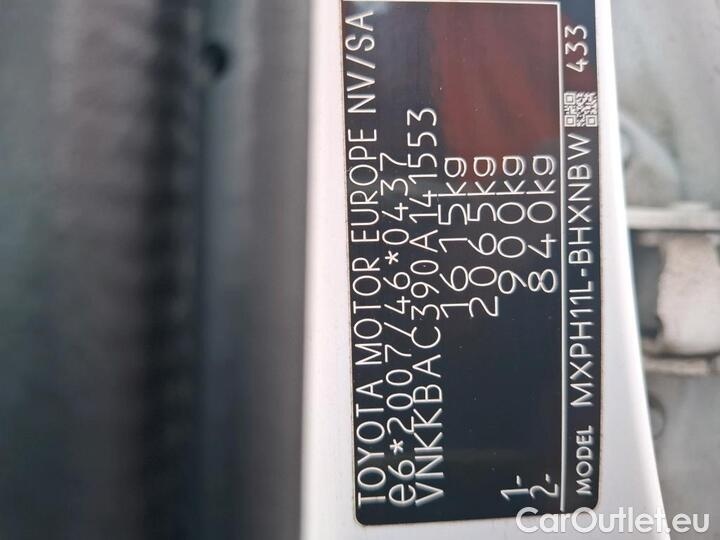 TOYOTA MOTOR EUROPE NV/SA
e6*2007/46*0437
VNKKBAC390A141553
1615kg
2065kg
1- 900kg
2- 840kg
MODEL MXPH11L-BHXNBW 433
CarOutlet.eu